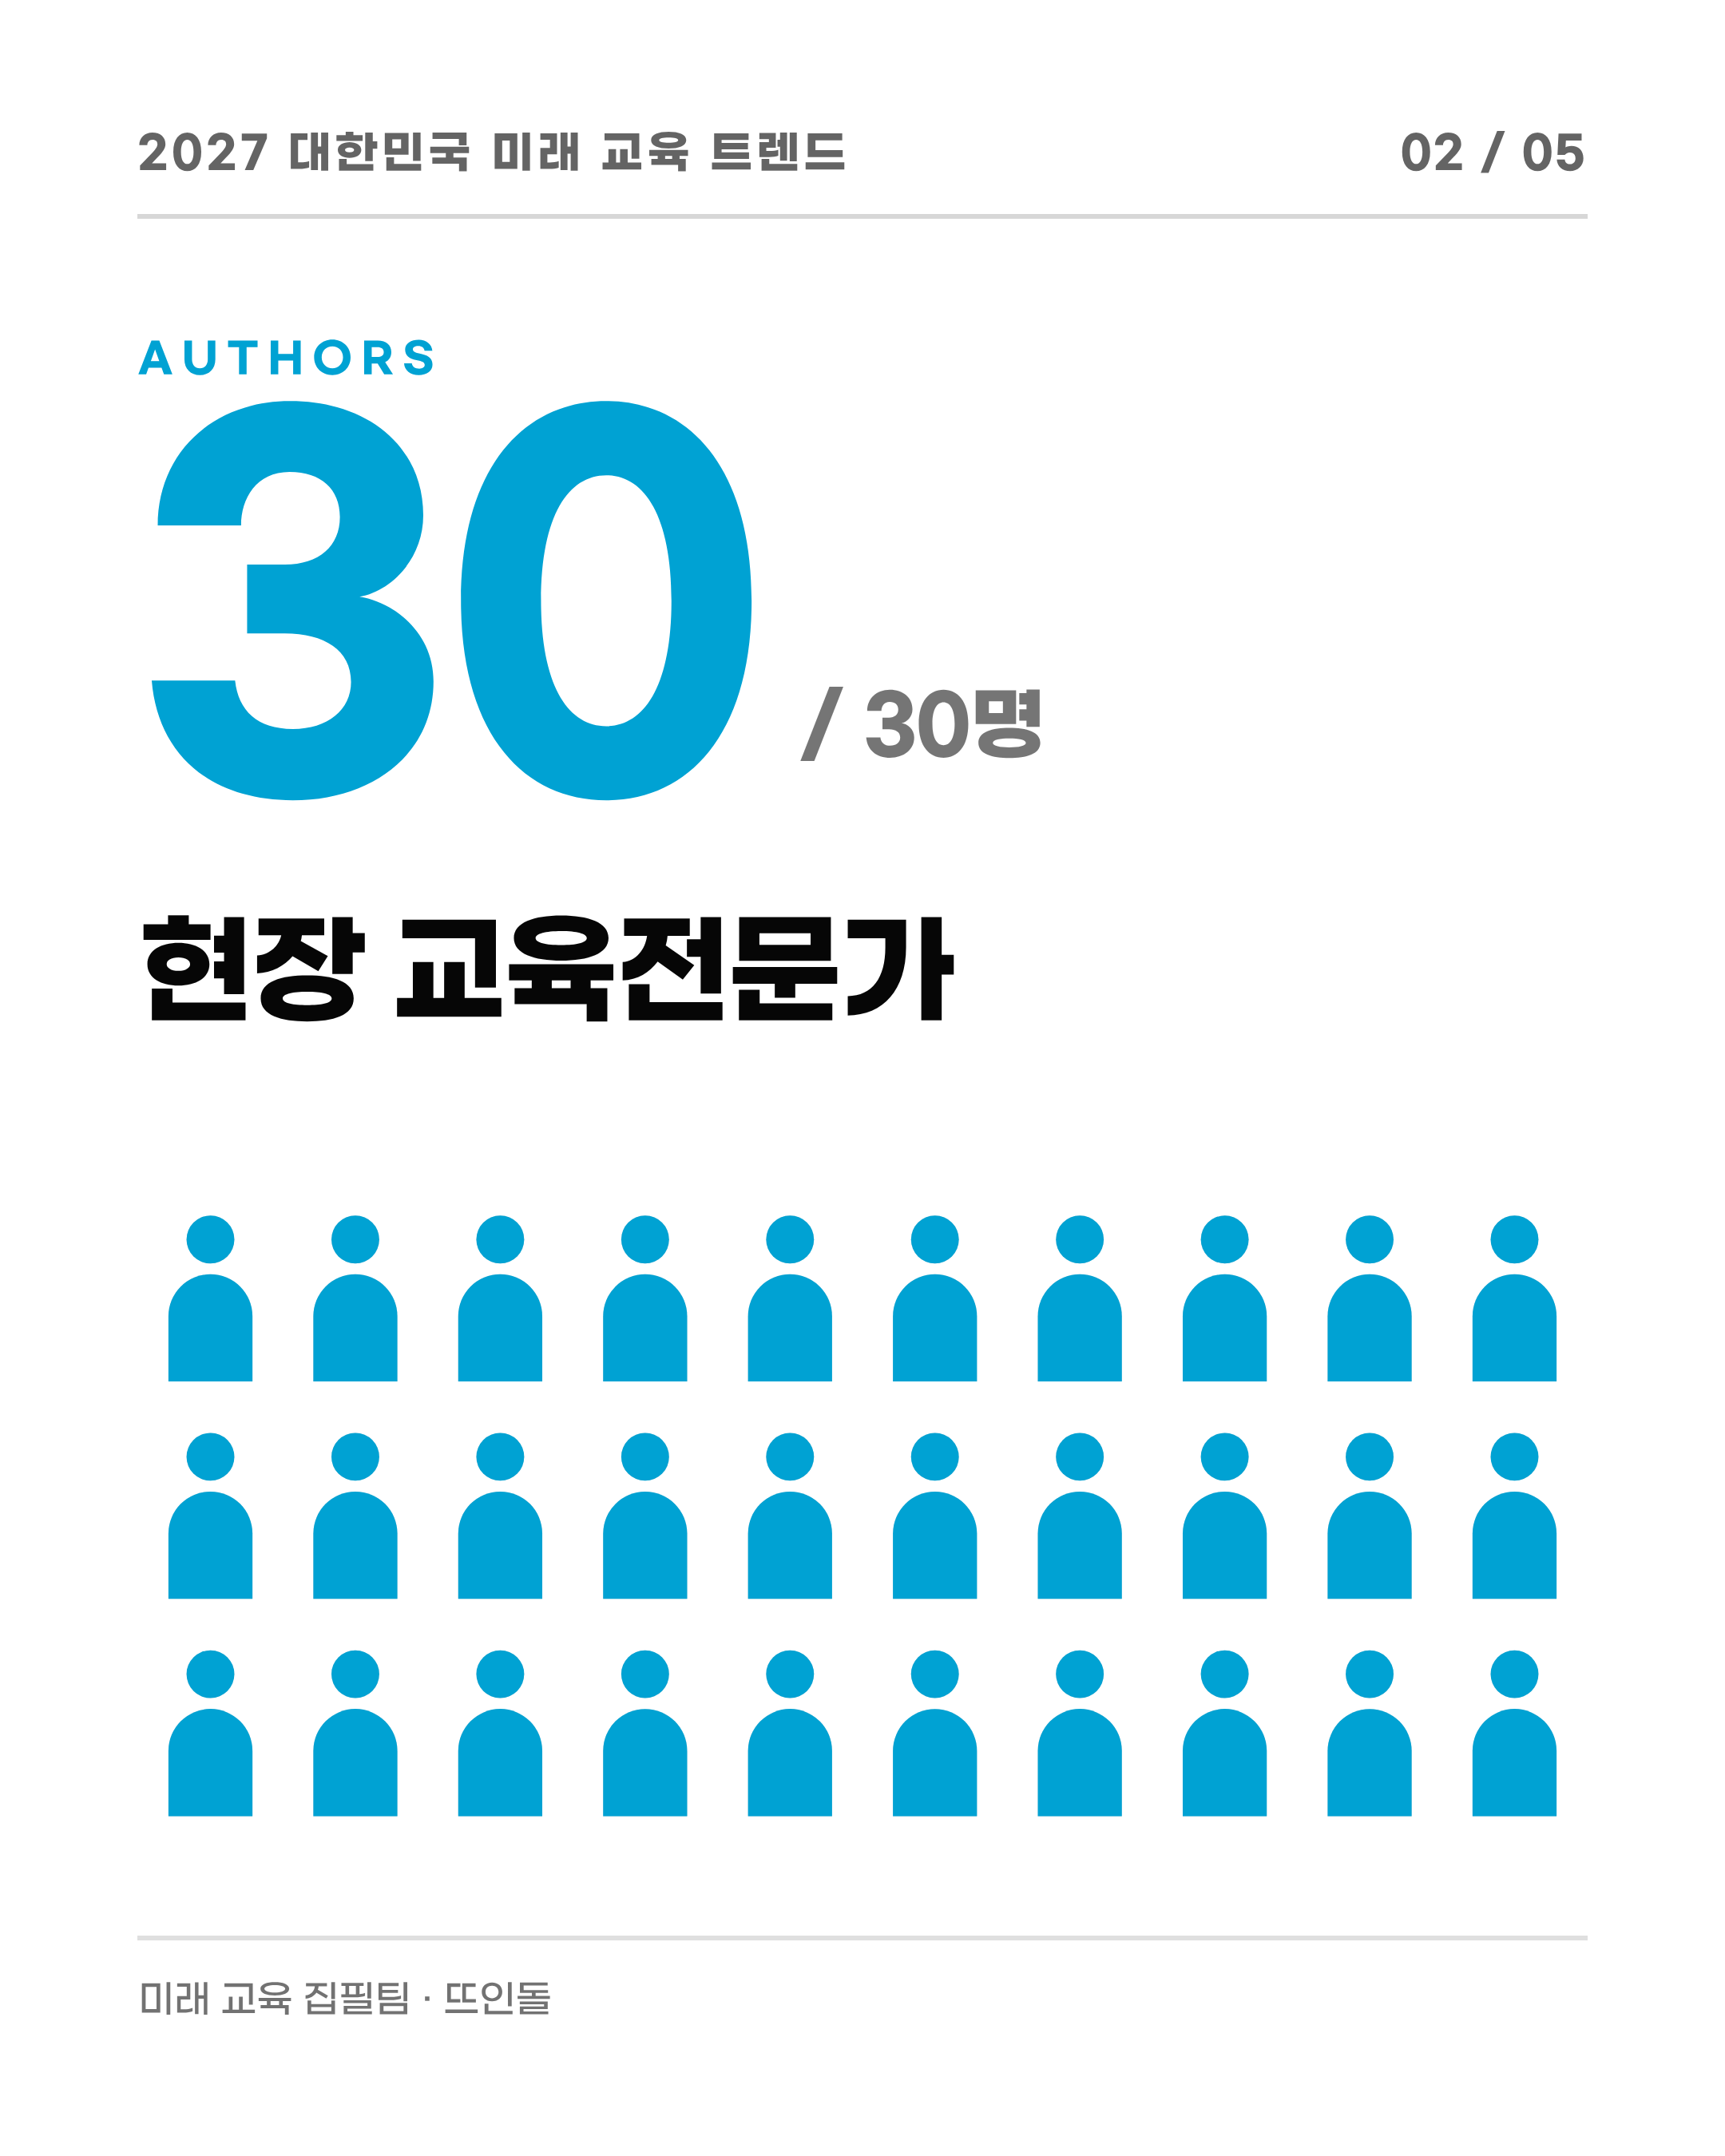 2027 대한민국 미래 교육 트랜드
02 / 05
AUTHORS
30 / 30명
현장 교육전문가
미래 교육 집필팀 · 뜨인돌